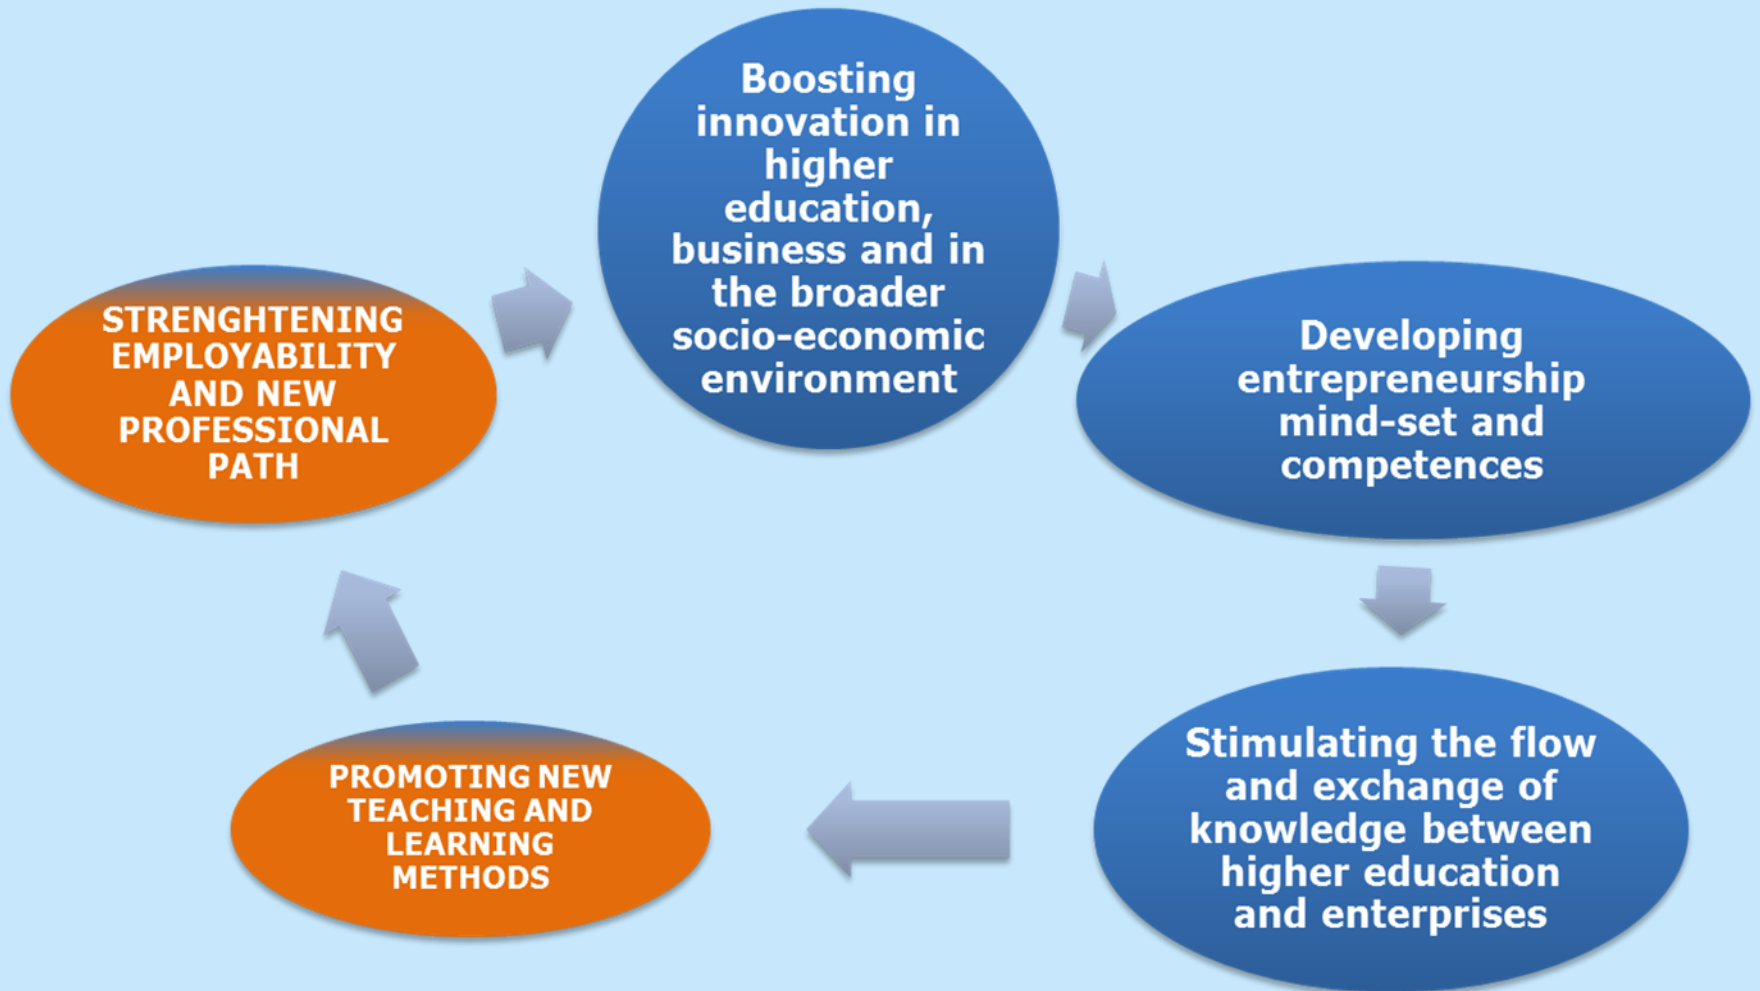 Boosting
innovation in
higher
education,
business and in
the broader
socio-economic
environment
Developing
entrepreneurship
mind-set and
competences
Stimulating the flow
and exchange of
knowledge between
higher education
and enterprises
PROMOTING NEW
TEACHING AND
LEARNING
METHODS
STRENGHTENING
EMPLOYABILITY
AND NEW
PROFESSIONAL
PATH